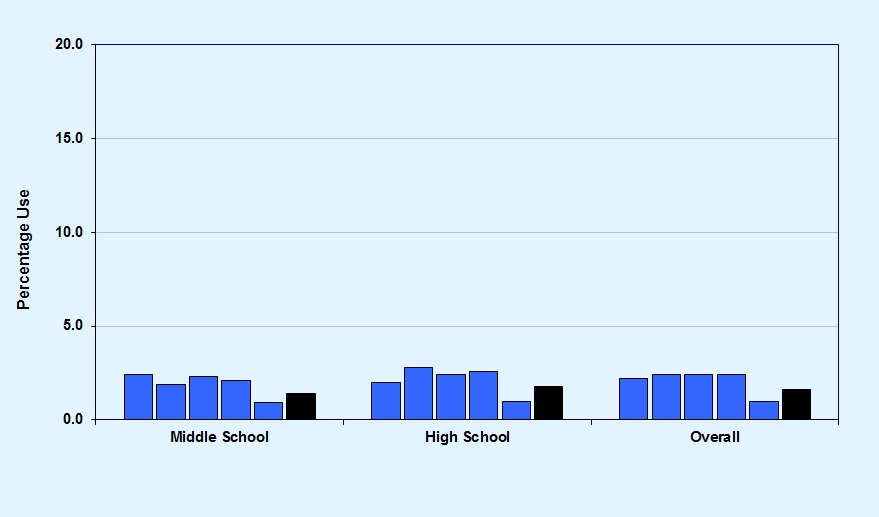 20.0
15.0
10.0
5.0
0.0
Percentage Use
Middle School
High School
Overall